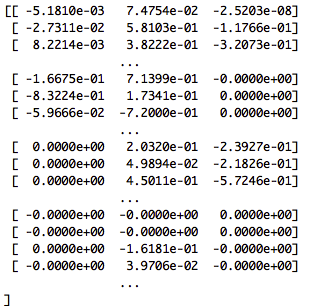 [[ -5.1810e-03 7.4754e-02 -2.5203e-08]
[ -2.7311e-02 5.8103e-01 -1.1766e-01]
[ 8.2214e-03 3.8222e-01 -3.2073e-01]
...
[ -1.6675e-01 7.1399e-01 -0.0000e+00]
[ -8.3224e-01 1.7341e-01 0.0000e+00]
[ -5.9666e-02 -7.2000e-01 0.0000e+00]
...
[ 0.0000e+00 2.0320e-01 -2.3927e-01]
[ 0.0000e+00 4.9894e-02 -2.1826e-01]
[ 0.0000e+00 4.5011e-01 -5.7246e-01]
...
[ -0.0000e+00 -0.0000e+00 0.0000e+00]
[ -0.0000e+00 -0.0000e+00 0.0000e+00]
[ 0.0000e+00 -1.6181e-01 -0.0000e+00]
[ -0.0000e+00 3.9706e-02 -0.0000e+00]
...
]